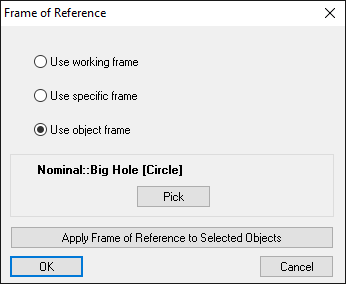 Frame of Reference
Use working frame
Use specific frame
Use object frame
Nominal::Big Hole [Circle]
Pick
Apply Frame of Reference to Selected Objects
OK
Cancel